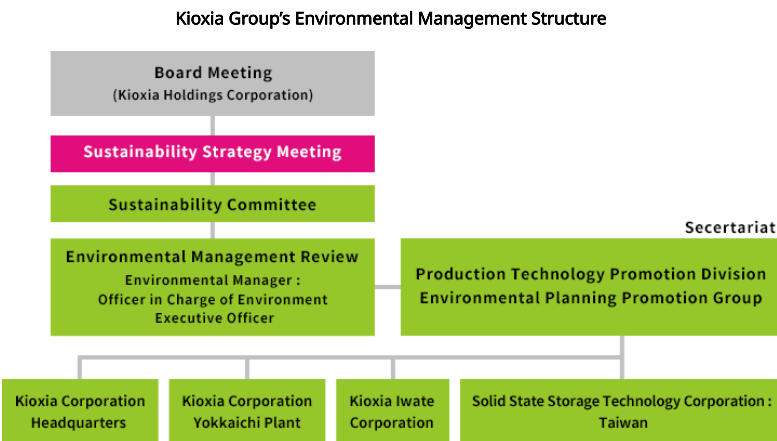 Kioxia Group's Environmental Management Structure
Board Meeting
(Kioxia Holdings Corporation)
Sustainability Strategy Meeting
Sustainability Committee
Environmental Management Review
Environmental Manager :
Officer in Charge of Environment
Executive Officer
Secertariat
Production Technology Promotion Division
Environmental Planning Promotion Group
Kioxia Corporation
Headquarters
Kioxia Corporation
Yokkaichi Plant
Kioxia Iwate
Corporation
Solid State Storage Technology Corporation :
Taiwan